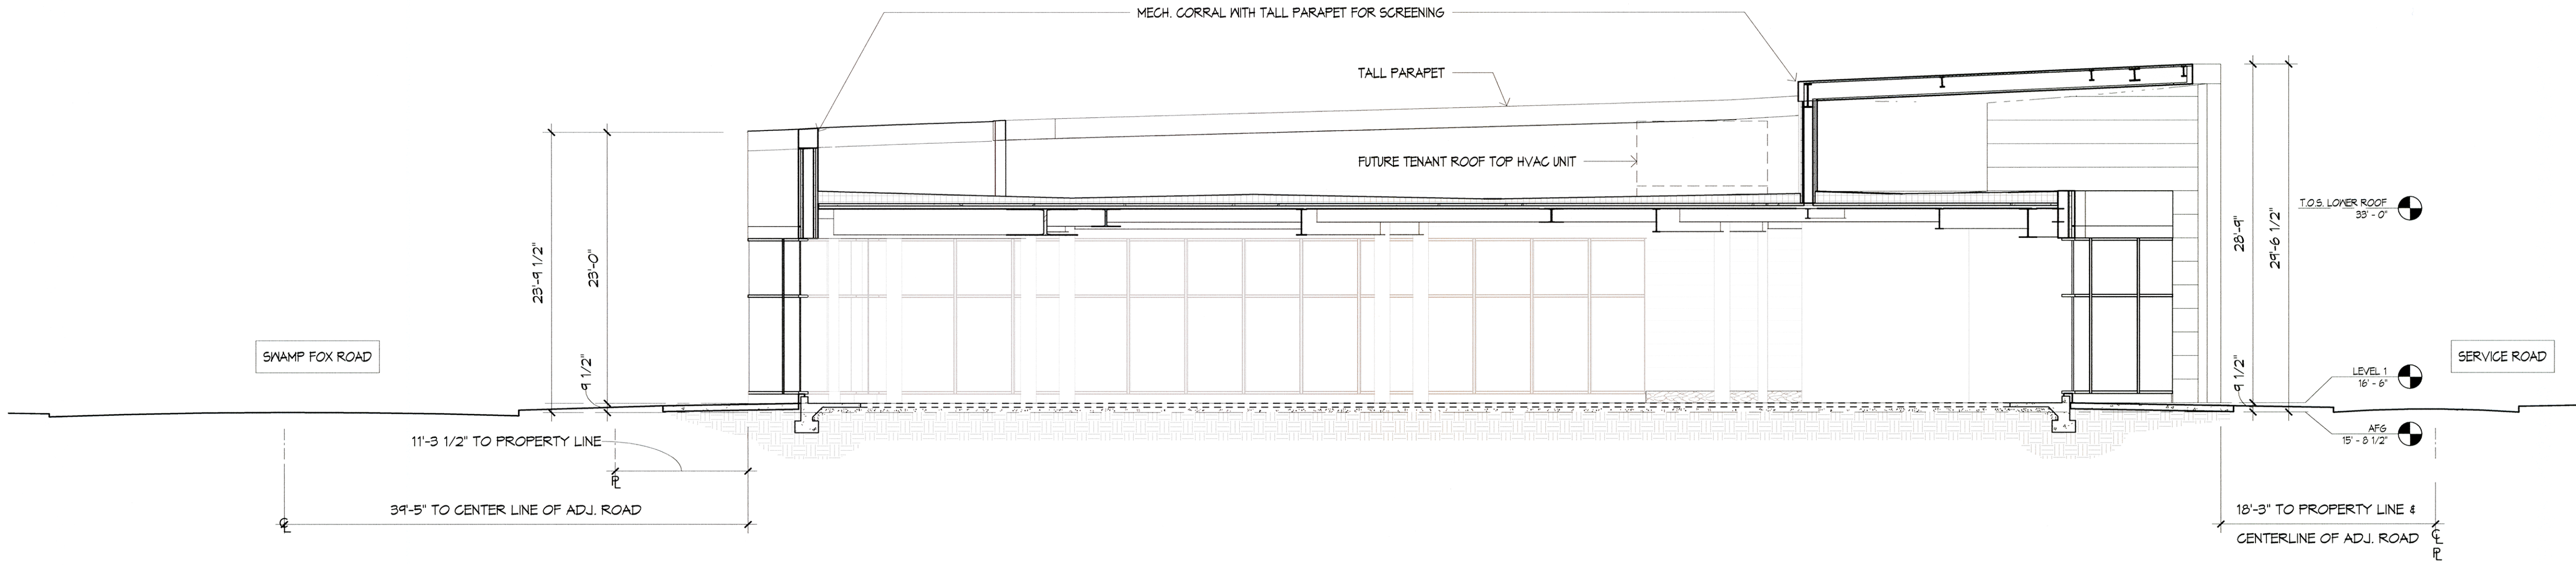 MECH. CORRAL WITH TALL PARAPET FOR SCREENING
TALL PARAPET
FUTURE TENANT ROOF TOP HVAC UNIT
T.O.S. LOWER ROOF
33' - 0"
23'-9 1/2"
23'-0"
28'-9"
29'-6 1/2"
SWAMP FOX ROAD
SERVICE ROAD
9 1/2"
9 1/2"
LEVEL 1
16' - 6"
AFG
15' - 8 1/2"
11'-3 1/2" TO PROPERTY LINE
PL
39'-5" TO CENTER LINE OF ADJ. ROAD
CL
18'-3" TO PROPERTY LINE &
CENTERLINE OF ADJ. ROAD
CL
PL